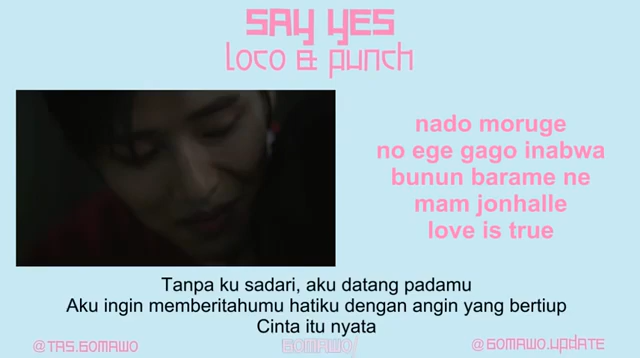 SAY YES
LOCO & PUNCH
nado moruge
no ege gago inabwa
bunun barame ne
mam jonhalle
love is true
Tanpa ku sadari, aku datang padamu
Aku ingin memberitahumu hatiku dengan angin yang bertiup
Cinta itu nyata
@TAS.GOMAWO
GOMAWO/
@GOMAWO.UPDATE